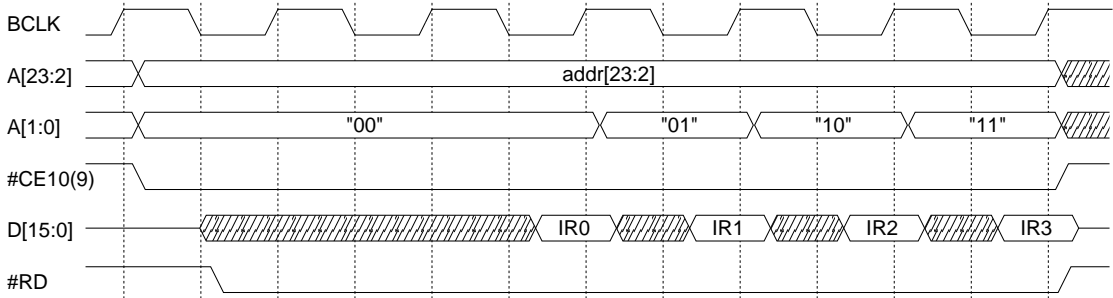 BCLK
A[23:2] addr[23:2]
A[1:0] "00" "01" "10" "11"
#CE10(9)
D[15:0] IR0 IR1 IR2 IR3
#RD